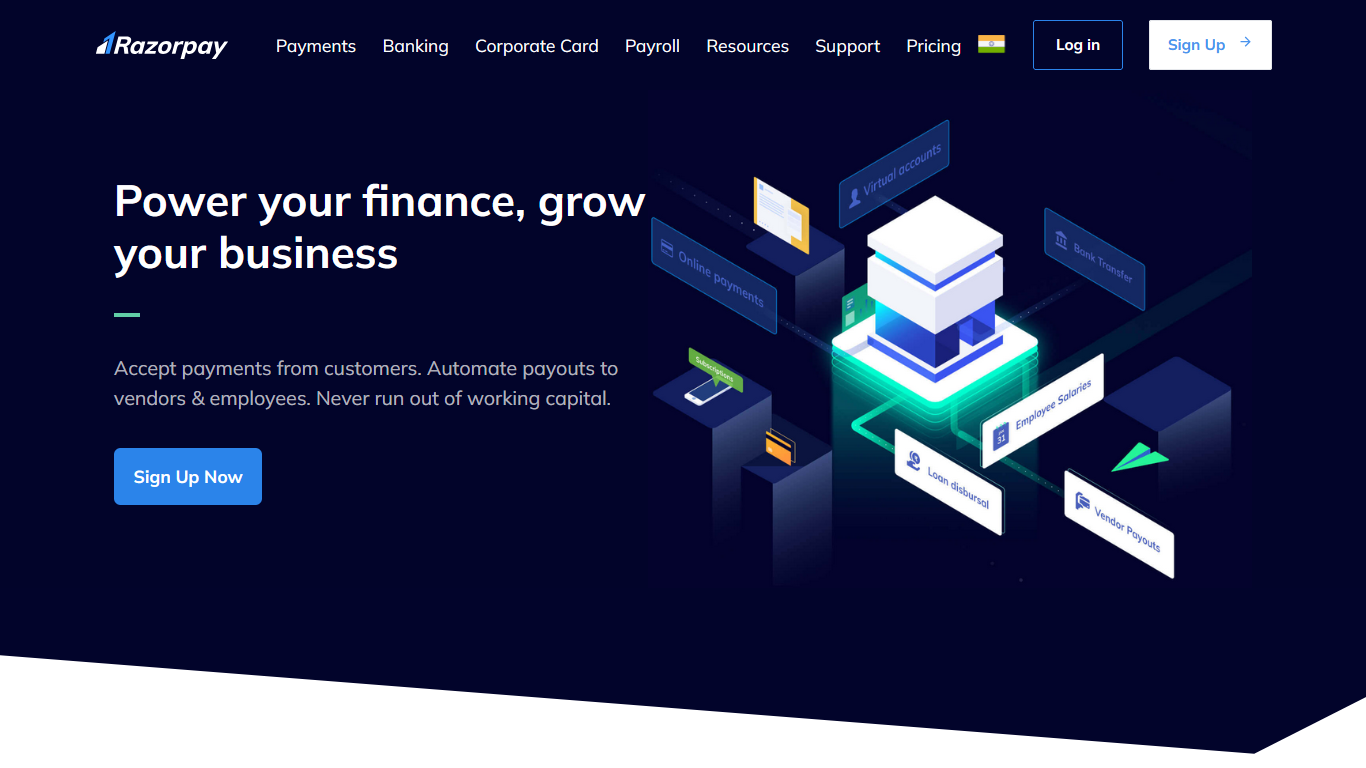 Razorpay
Payments
Banking
Corporate Card
Payroll
Resources
Support
Pricing
Log in
Sign Up
Power your finance, grow
your business
Accept payments from customers. Automate payouts to
vendors & employees. Never run out of working capital.
Sign Up Now
Virtual accounts
Online payments
Bank Transfer
Subscriptions
Employee Salaries
31
Loan disbursal
Vendor Payouts